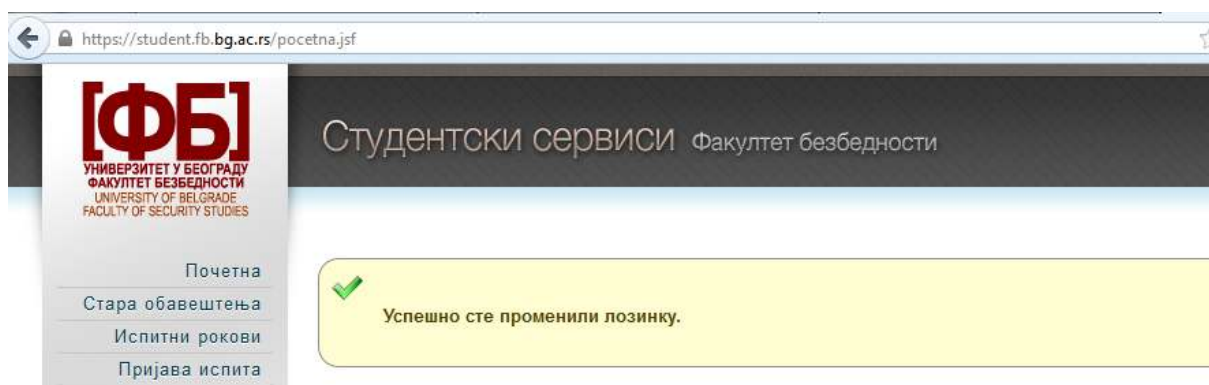 https://student.fb.bg.ac.rs/pocetna.jsf
[ФБ]
УНИВЕРЗИТЕТ У БЕОГРАДУ
ФАКУЛТЕТ БЕЗБЕДНОСТИ
UNIVERSITY OF BELGRADE
FACULTY OF SECURITY STUDIES
Студентски сервиси Факултет безбедности
Почетна
Стара обавештења
Испитни рокови
Пријава испита
Успешно сте променили лозинку.